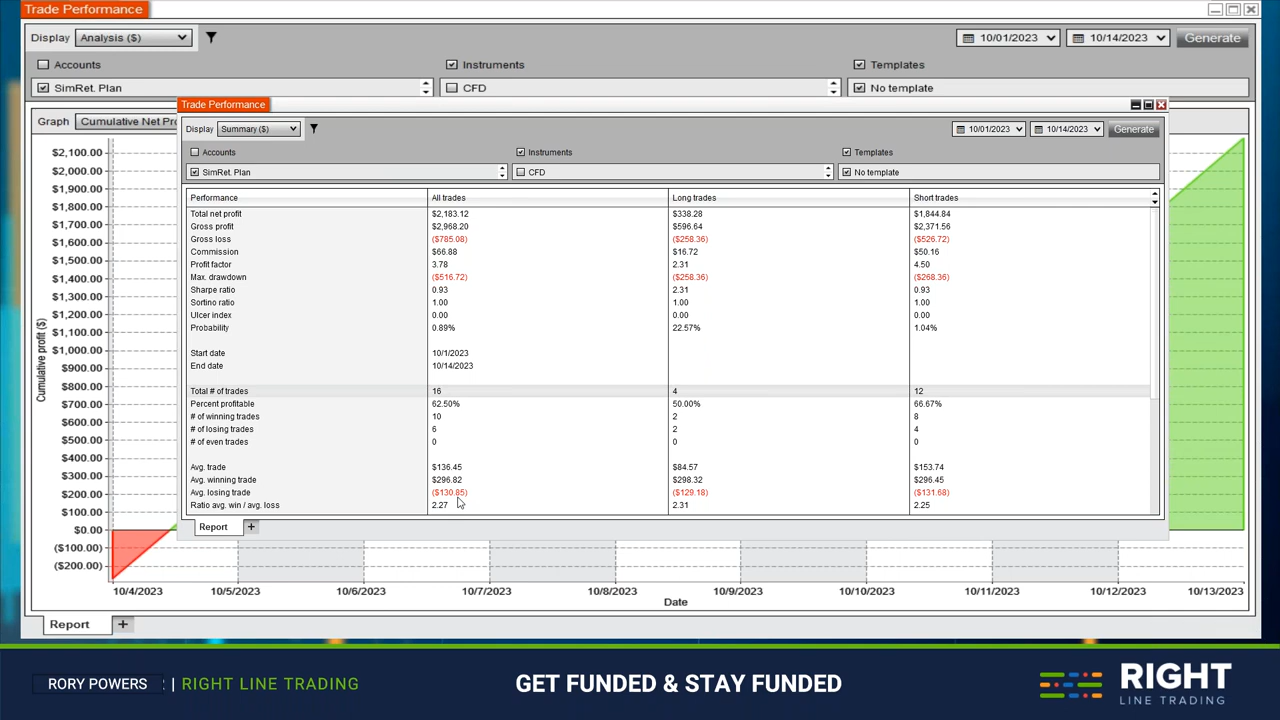 Trade Performance
Display Analysis ($) 10/01/2023 10/14/2023 Generate
Accounts Instruments Templates
SimRet. Plan CFD No template
Graph Cumulative Net Pro
Trade Performance
Display Summary ($) 10/01/2023 10/14/2023 Generate
Accounts Instruments Templates
SimRet. Plan CFD No template
Performance All trades Long trades Short trades
Total net profit $2,183.12 $338.28 $1,844.84
Gross profit $2,968.20 $596.64 $2,371.56
Gross loss ($785.08) ($258.36) ($526.72)
Commission $66.88 $16.72 $50.16
Profit factor 3.78 2.31 4.50
Max. drawdown ($516.72) ($258.36) ($268.36)
Sharpe ratio 0.93 2.31 0.93
Sortino ratio 1.00 1.00 1.00
Ulcer index 0.00 0.00 0.00
Probability 0.89% 22.57% 1.04%
Start date 10/1/2023
End date 10/14/2023
Total # of trades 16 4 12
Percent profitable 62.50% 50.00% 66.67%
# of winning trades 10 2 8
# of losing trades 6 2 4
# of even trades 0 0 0
Avg. trade $136.45 $84.57 $153.74
Avg. winning trade $296.82 $298.32 $296.45
Avg. losing trade ($130.85) ($129.18) ($131.68)
Ratio avg. win / avg. loss 2.27 2.31 2.25
Report +
Cumulative profit ($)
$2,100.00
$2,000.00
$1,900.00
$1,800.00
$1,700.00
$1,600.00
$1,500.00
$1,400.00
$1,300.00
$1,200.00
$1,100.00
$1,000.00
$900.00
$800.00
$700.00
$600.00
$500.00
$400.00
$300.00
$200.00
$100.00
$0.00
($100.00)
($200.00)
10/4/2023 10/5/2023 10/6/2023 10/7/2023 10/8/2023 10/9/2023 10/10/2023 10/11/2023 10/12/2023 10/13/2023
Date
Report +
RORY POWERS : | RIGHT LINE TRADING
GET FUNDED & STAY FUNDED
RIGHT
LINE TRADING